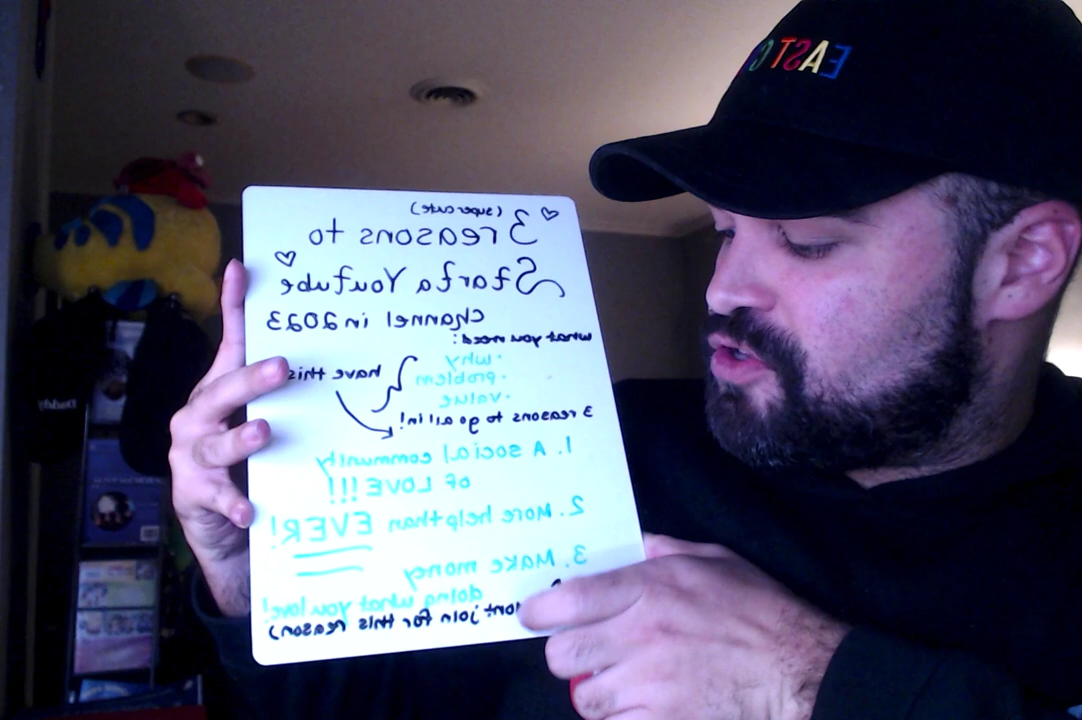 EAST C
♡ 3 (super cute)
reasons to
Start a Youtube ♡
channel in 2023
what you need:
· why
· problem
· value
have this
3 reasons to go all in!
1. A social community
OF LOVE!!!
2. More help than EVER!
3. Make money
doing what you love!
dont join for this reason)
Daddy